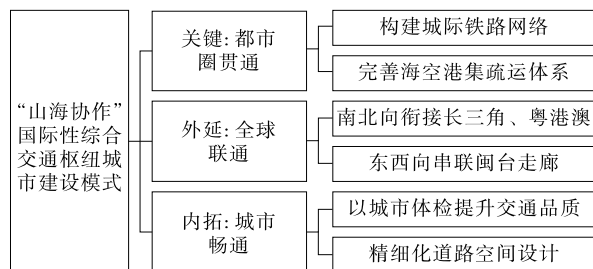 “山海协作”
国际性综合
交通枢纽城
市建设模式
关键:都市
圈贯通
构建城际铁路网络
完善海空港集疏运体系
外延:全球
联通
南北向衔接长三角、粤港澳
东西向串联闽台走廊
内拓:城市
畅通
以城市体检提升交通品质
精细化道路空间设计